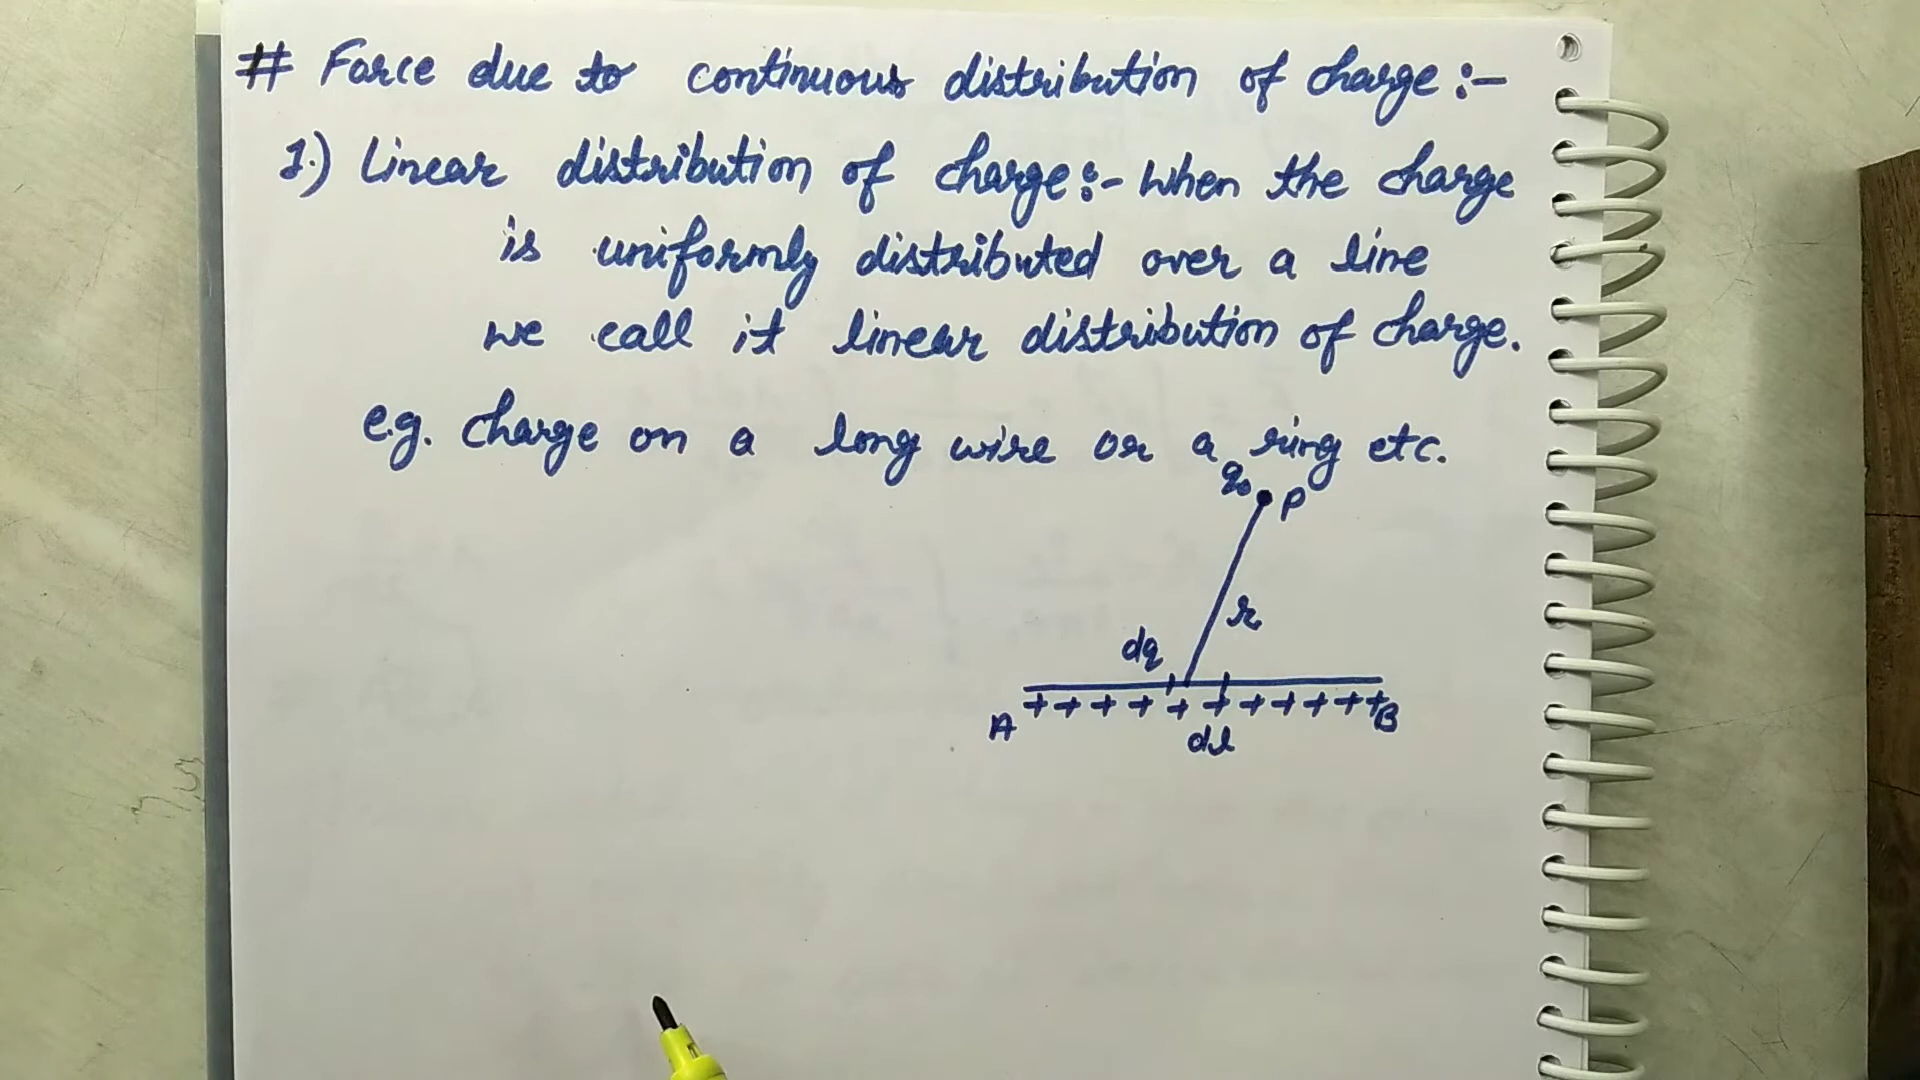 # Force due to continuous distribution of charge :-
1.) Linear distribution of charge :- When the charge
is uniformly distributed over a line
we call it linear distribution of charge.
e.g. charge on a long wire or a ring etc.
q₀ P
r
dq
+ + + + + + + + + + +
A B
dl